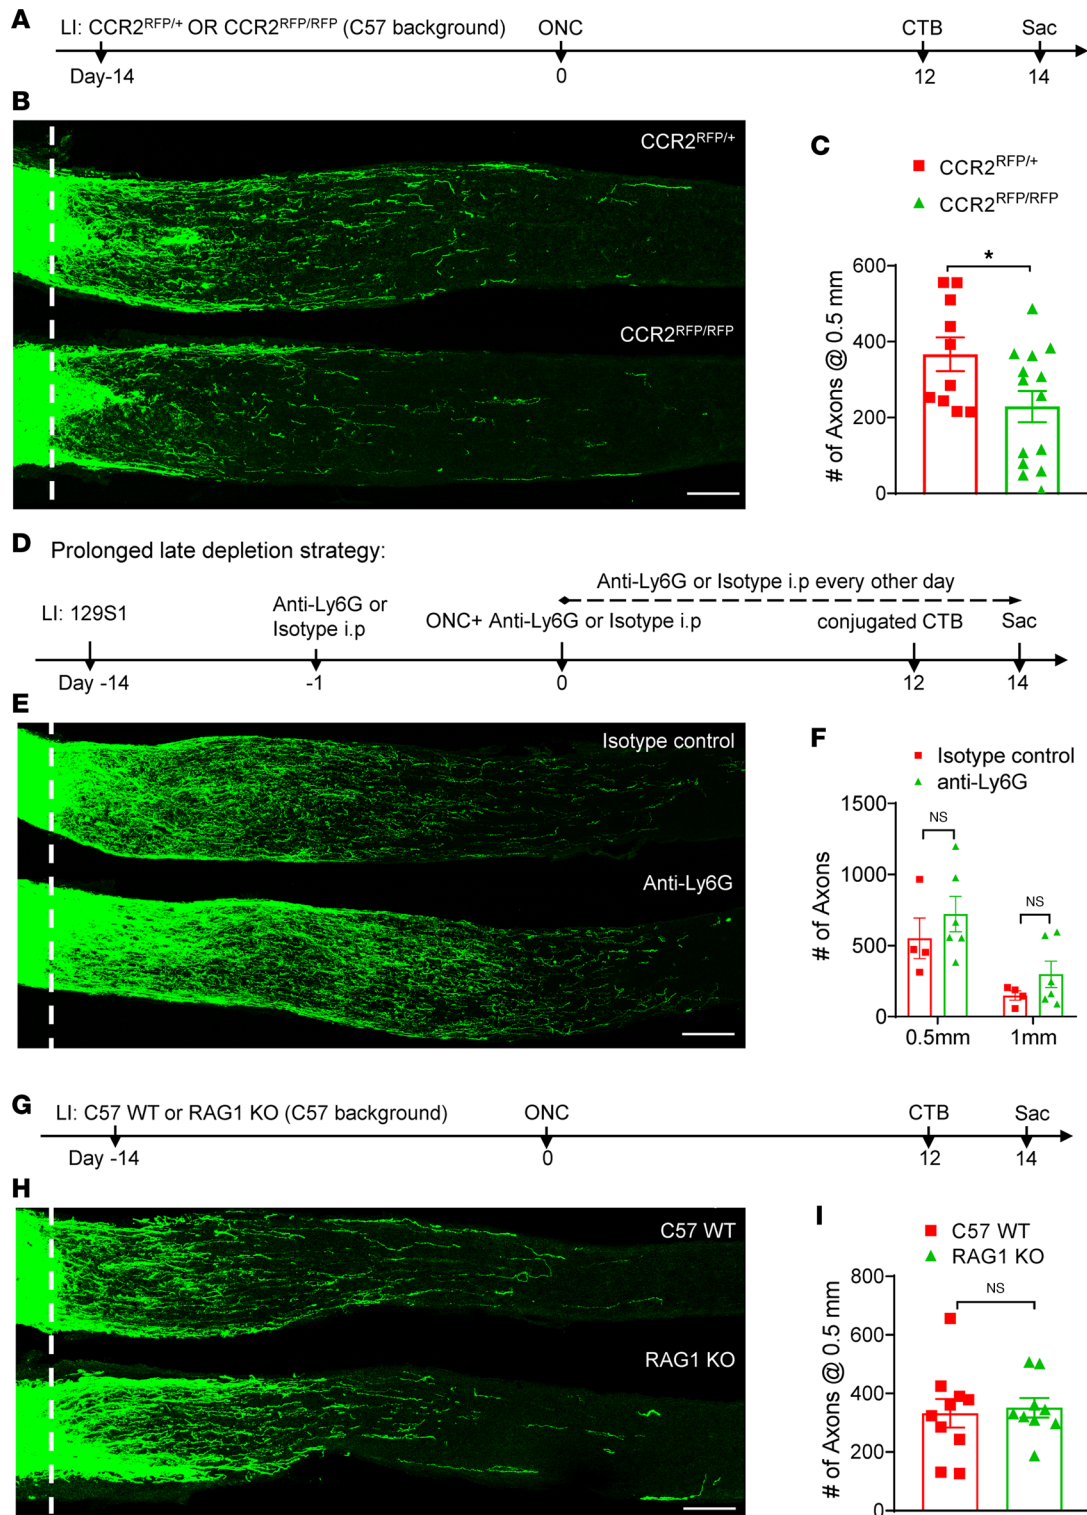 A
LI: CCR2RFP/+ OR CCR2RFP/RFP (C57 background)
ONC
CTB
Sac
Day-14
0
12
14
B
CCR2RFP/+
CCR2RFP/RFP
C
CCR2RFP/+
CCR2RFP/RFP
*
# of Axons @ 0.5 mm
600
400
200
0
D
Prolonged late depletion strategy:
Anti-Ly6G or Isotype i.p every other day
LI: 129S1
Anti-Ly6G or
Isotype i.p
ONC+ Anti-Ly6G or Isotype i.p
conjugated CTB
Sac
Day -14
-1
0
12
14
E
Isotype control
Anti-Ly6G
F
Isotype control
anti-Ly6G
NS
NS
# of Axons
1500
1000
500
0
0.5mm
1mm
G
LI: C57 WT or RAG1 KO (C57 background)
ONC
CTB
Sac
Day -14
0
12
14
H
C57 WT
RAG1 KO
I
C57 WT
RAG1 KO
NS
# of Axons @ 0.5 mm
800
600
400
200
0